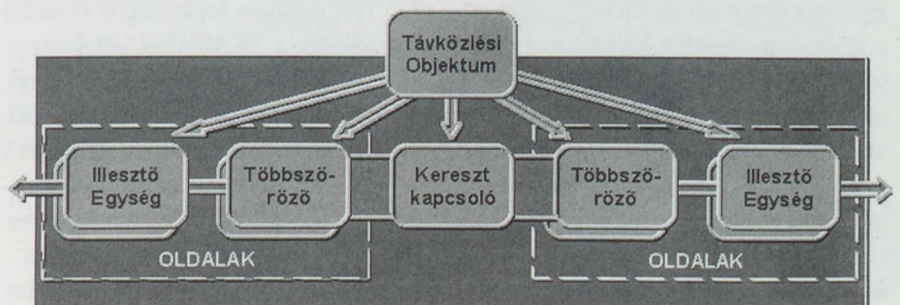 Távközlési
Objektum
Illesztő
Egység
Többszö-
röző
Kereszt
kapcsoló
Többszö-
röző
Illesztő
Egység
OLDALAK
OLDALAK